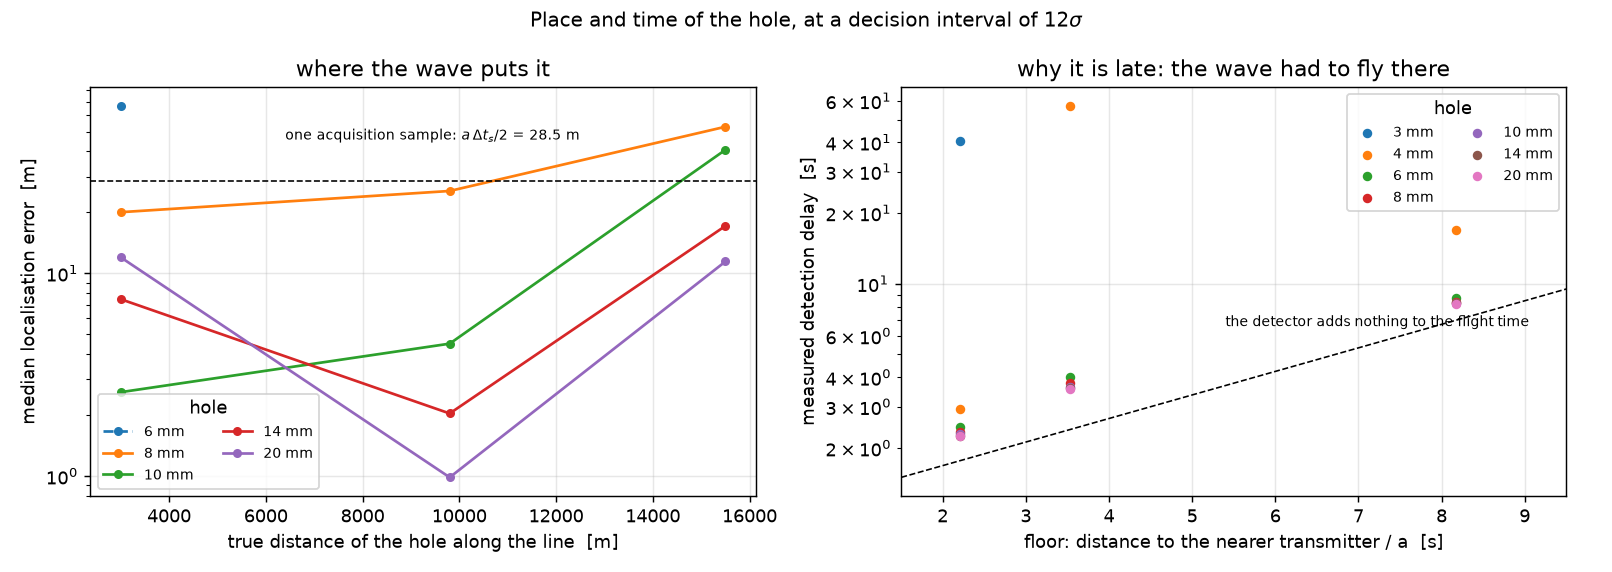 Place and time of the hole, at a decision interval of 12σ
where the wave puts it
median localisation error [m]
10¹
10⁰
one acquisition sample: a Δtₛ/2 = 28.5 m
hole
6 mm
8 mm
10 mm
14 mm
20 mm
4000 6000 8000 10000 12000 14000 16000
true distance of the hole along the line [m]
why it is late: the wave had to fly there
measured detection delay [s]
6 × 10¹
4 × 10¹
3 × 10¹
2 × 10¹
10¹
6 × 10⁰
4 × 10⁰
3 × 10⁰
2 × 10⁰
hole
3 mm
4 mm
6 mm
8 mm
10 mm
14 mm
20 mm
the detector adds nothing to the flight time
2 3 4 5 6 7 8 9
floor: distance to the nearer transmitter / a [s]